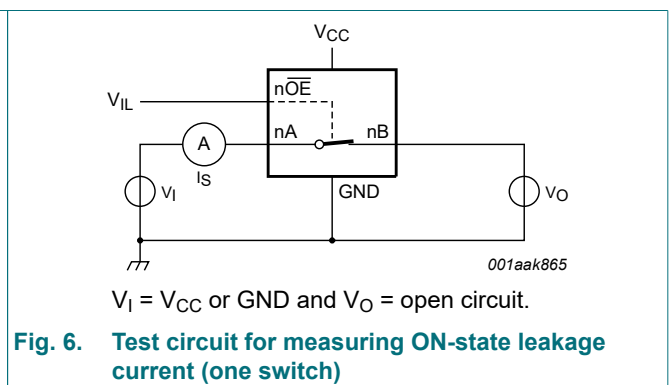 VCC
nOE
VIL
nA
nB
A
IS
GND
VI
VO
001aak865
VI = VCC or GND and VO = open circuit.
Fig. 6. Test circuit for measuring ON-state leakage
current (one switch)